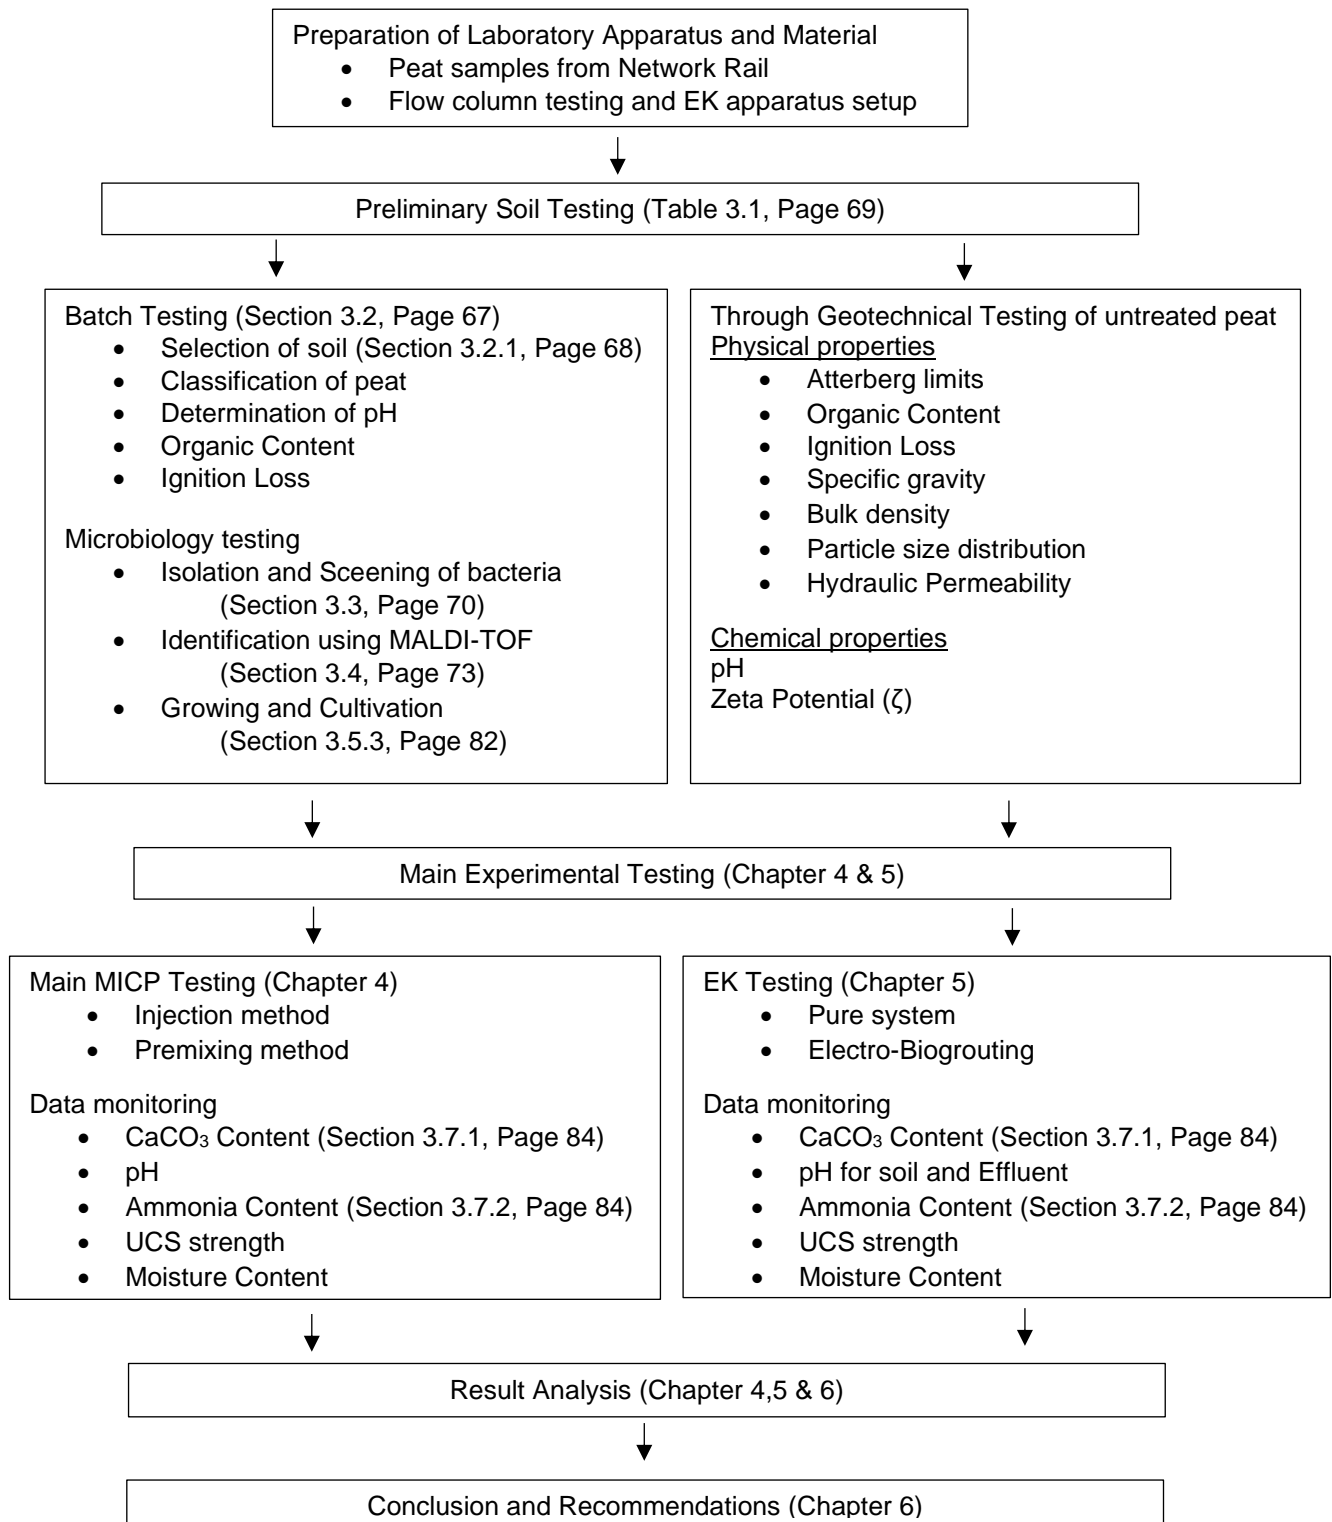 Preparation of Laboratory Apparatus and Material
• Peat samples from Network Rail
• Flow column testing and EK apparatus setup
Preliminary Soil Testing (Table 3.1, Page 69)
Batch Testing (Section 3.2, Page 67)
• Selection of soil (Section 3.2.1, Page 68)
• Classification of peat
• Determination of pH
• Organic Content
• Ignition Loss
Microbiology testing
• Isolation and Sceening of bacteria
(Section 3.3, Page 70)
• Identification using MALDI-TOF
(Section 3.4, Page 73)
• Growing and Cultivation
(Section 3.5.3, Page 82)
Through Geotechnical Testing of untreated peat
Physical properties
• Atterberg limits
• Organic Content
• Ignition Loss
• Specific gravity
• Bulk density
• Particle size distribution
• Hydraulic Permeability
Chemical properties
pH
Zeta Potential (ζ)
Main Experimental Testing (Chapter 4 & 5)
Main MICP Testing (Chapter 4)
• Injection method
• Premixing method
Data monitoring
• CaCO₃ Content (Section 3.7.1, Page 84)
• pH
• Ammonia Content (Section 3.7.2, Page 84)
• UCS strength
• Moisture Content
EK Testing (Chapter 5)
• Pure system
• Electro-Biogrouting
Data monitoring
• CaCO₃ Content (Section 3.7.1, Page 84)
• pH for soil and Effluent
• Ammonia Content (Section 3.7.2, Page 84)
• UCS strength
• Moisture Content
Result Analysis (Chapter 4,5 & 6)
Conclusion and Recommendations (Chapter 6)